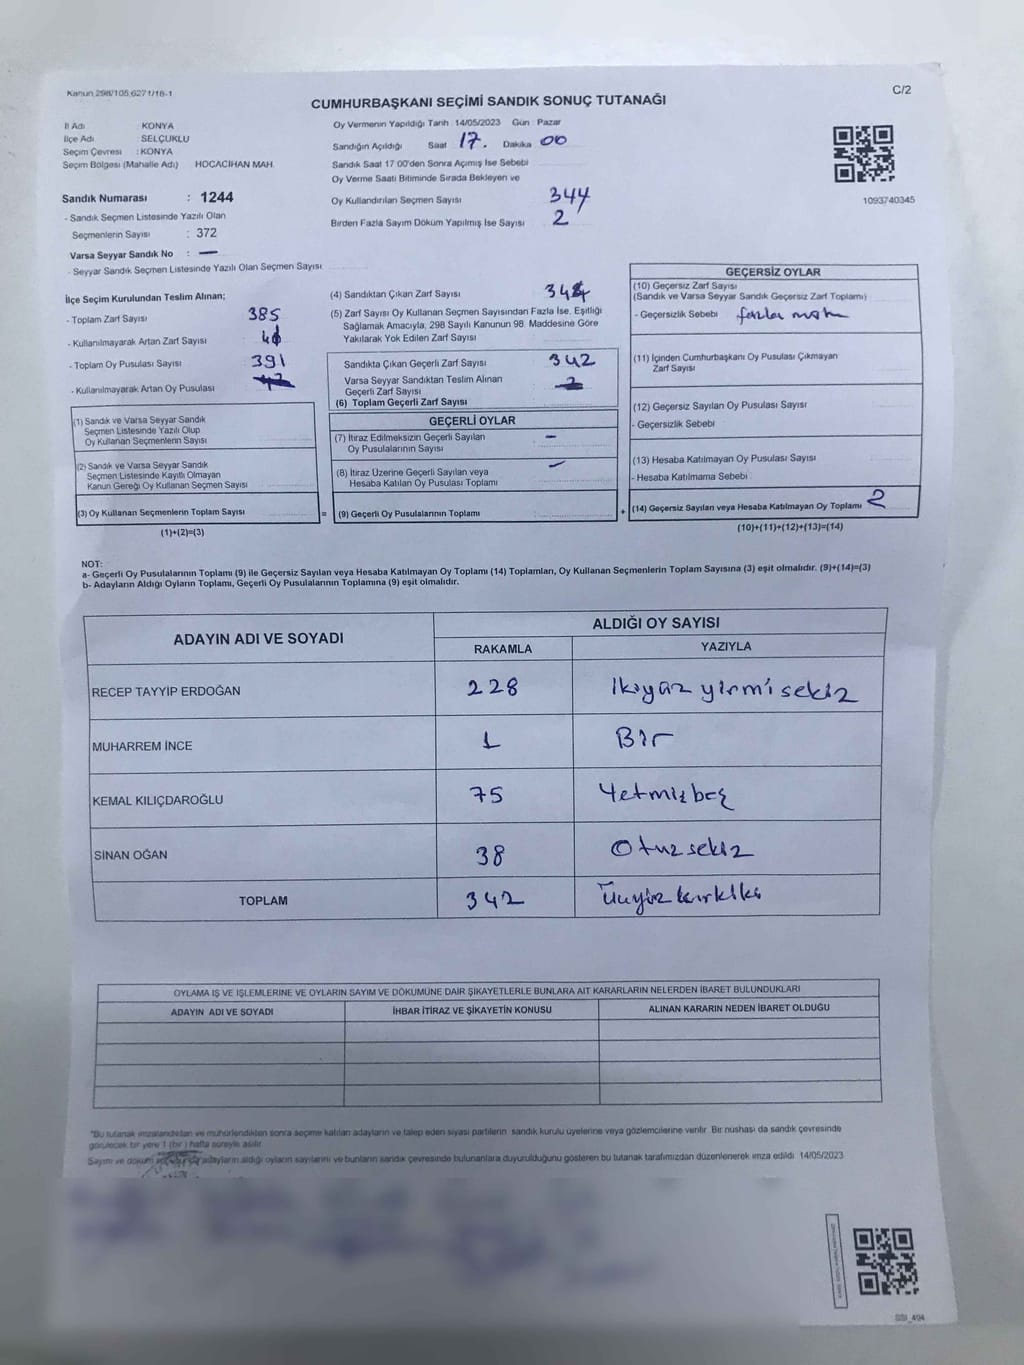 Kanun 298/105,6271/18-1
C/2
CUMHURBAŞKANI SEÇİMİ SANDIK SONUÇ TUTANAĞI
İl Adı KONYA
İlçe Adı SELÇUKLU
Seçim Çevresi : KONYA
Seçim Bölgesi (Mahalle Adı) HOCACİHAN MAH.
Oy Vermenin Yapıldığı Tarih 14/05/2023 Gün Pazar
Sandığın Açıldığı Saat 17. Dakika 00
Sandık Saat 17 00'den Sonra Açılmış İse Sebebi
Oy Verme Saati Bitiminde Sırada Bekleyen ve
Oy Kullandırılan Seçmen Sayısı 344
Birden Fazla Sayım Döküm Yapılmış İse Sayısı 2
1093740345
Sandık Numarası : 1244
- Sandık Seçmen Listesinde Yazılı Olan
Seçmenlerin Sayısı : 372
Varsa Seyyar Sandık No : —
- Seyyar Sandık Seçmen Listesinde Yazılı Olan Seçmen Sayısı
İlçe Seçim Kurulundan Teslim Alınan;
- Toplam Zarf Sayısı 385
- Kullanılmayarak Artan Zarf Sayısı
- Toplam Oy Pusulası Sayısı 391
- Kullanılmayarak Artan Oy Pusulası
(1) Sandık ve Varsa Seyyar Sandık
Seçmen Listesinde Yazılı Olup
Oy Kullanan Seçmenlerin Sayısı
(2) Sandık ve Varsa Seyyar Sandık
Seçmen Listesinde Kayıtlı Olmayan
Kanun Gereği Oy Kullanan Seçmen Sayısı
(3) Oy Kullanan Seçmenlerin Toplam Sayısı
(1)+(2)=(3)
(4) Sandıktan Çıkan Zarf Sayısı 344
(5) Zarf Sayısı Oy Kullanan Seçmen Sayısından Fazla İse, Eşitliği
Sağlamak Amacıyla, 298 Sayılı Kanunun 98. Maddesine Göre
Yakılarak Yok Edilen Zarf Sayısı
Sandıkta Çıkan Geçerli Zarf Sayısı 342
Varsa Seyyar Sandıktan Teslim Alınan
Geçerli Zarf Sayısı
(6) Toplam Geçerli Zarf Sayısı
GEÇERLİ OYLAR
(7) İtiraz Edilmeksizin Geçerli Sayılan —
Oy Pusulalarının Sayısı
(8) İtiraz Üzerine Geçerli Sayılan veya —
Hesaba Katılan Oy Pusulası Toplamı
= (9) Geçerli Oy Pusulalarının Toplamı
GEÇERSİZ OYLAR
(10) Geçersiz Zarf Sayısı
(Sandık ve Varsa Seyyar Sandık Geçersiz Zarf Toplamı)
- Geçersizlik Sebebi fazla
(11) İçinden Cumhurbaşkanı Oy Pusulası Çıkmayan
Zarf Sayısı
(12) Geçersiz Sayılan Oy Pusulası Sayısı
- Geçersizlik Sebebi
(13) Hesaba Katılmayan Oy Pusulası Sayısı
- Hesaba Katılmama Sebebi
+ (14) Geçersiz Sayılan veya Hesaba Katılmayan Oy Toplamı 2
(10)+(11)+(12)+(13)=(14)
NOT:
a- Geçerli Oy Pusulalarının Toplamı (9) ile Geçersiz Sayılan veya Hesaba Katılmayan Oy Toplamı (14) Toplamları, Oy Kullanan Seçmenlerin Toplam Sayısına (3) eşit olmalıdır. (9)+(14)=(3)
b- Adayların Aldığı Oyların Toplamı, Geçerli Oy Pusulalarının Toplamına (9) eşit olmalıdır.
ADAYIN ADI VE SOYADI ALDIĞI OY SAYISI
RAKAMLA YAZIYLA
RECEP TAYYİP ERDOĞAN 228 İkiyüz yirmi sekiz
MUHARREM İNCE 1 Bir
KEMAL KILIÇDAROĞLU 75 Yetmiş beş
SİNAN OĞAN 38 Otuz sekiz
TOPLAM 342 Üçyüz kırk iki
OYLAMA İŞ VE İŞLEMLERİNE VE OYLARIN SAYIM VE DÖKÜMÜNE DAİR ŞİKAYETLERLE BUNLARA AİT KARARLARIN NELERDEN İBARET BULUNDUKLARI
ADAYIN ADI VE SOYADI İHBAR İTİRAZ VE ŞİKAYETİN KONUSU ALINAN KARARIN NEDEN İBARET OLDUĞU
*Bu tutanak imzalandıktan ve mühürlendikten sonra seçime katılan adayların ve talep eden siyasi partilerin sandık kurulu üyelerine veya gözlemcilerine verilir. Bir nüshası da sandık çevresinde
görülecek bir yere 1 (bir) hafta süreyle asılır.
Sayım ve döküm adayların aldığı oyların sayılarını ve bunların sandık çevresinde bulunanlara duyurulduğunu gösteren bu tutanak tarafımızdan düzenlenerek imza edildi 14/05/2023
SSI_494